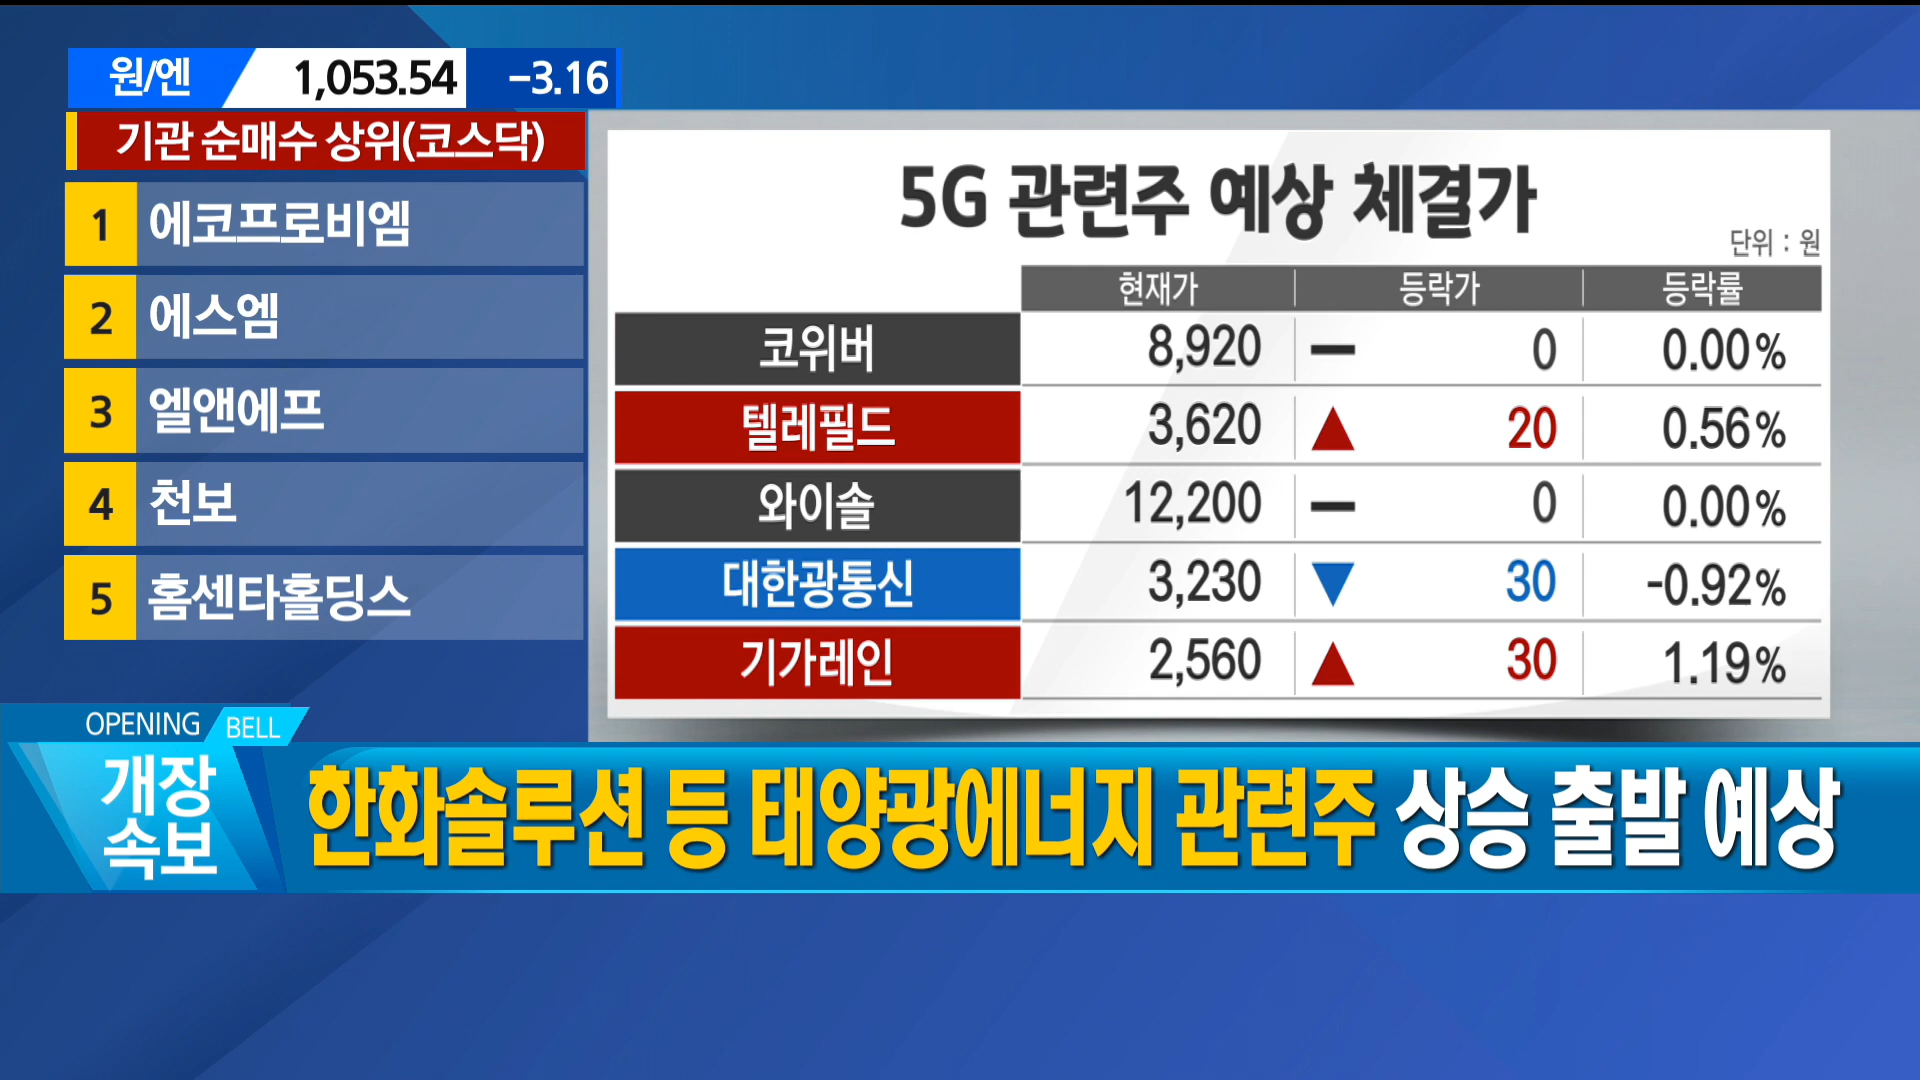 원/엔 1,053.54 −3.16
기관 순매수 상위(코스닥)
1 에코프로비엠
2 에스엠
3 엘앤에프
4 천보
5 홈센타홀딩스
5G 관련주 예상 체결가
단위 : 원
현재가 등락가 등락률
코위버 8,920 － 0 0.00%
텔레필드 3,620 ▲ 20 0.56%
와이솔 12,200 － 0 0.00%
대한광통신 3,230 ▼ 30 -0.92%
기가레인 2,560 ▲ 30 1.19%
OPENING BELL
개장
속보
한화솔루션 등 태양광에너지 관련주 상승 출발 예상